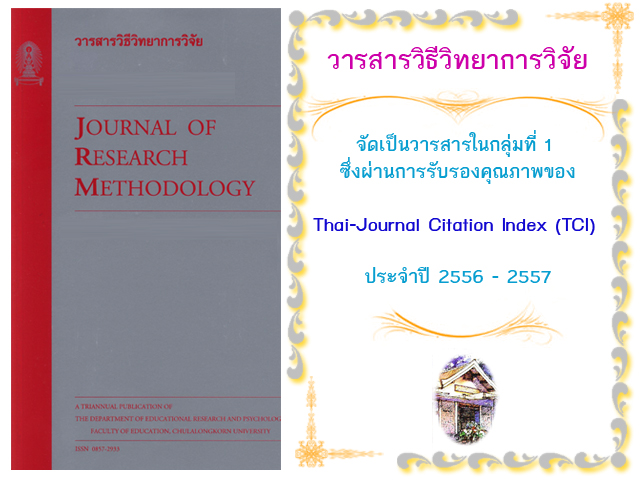 วารสารวิธีวิทยาการวิจัย
JOURNAL OF
RESEARCH
METHODOLOGY
A TRIANNUAL PUBLICATION OF
THE DEPARTMENT OF EDUCATIONAL RESEARCH AND PSYCHOLOG
FACULTY OF EDUCATION, CHULALONGKORN UNIVERSITY
ISSN 0857-2933
วารสารวิธีวิทยาการวิจัย
จัดเป็นวารสารในกลุ่มที่ 1
ซึ่งผ่านการรับรองคุณภาพของ
Thai-Journal Citation Index (TCI)
ประจำปี 2556 - 2557